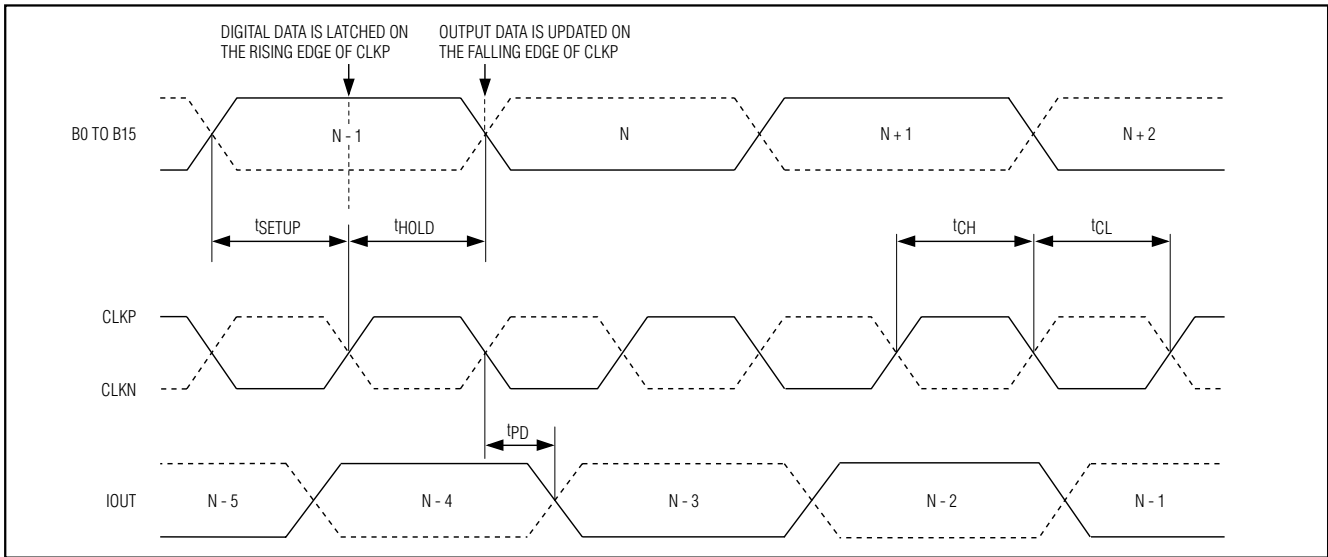 DIGITAL DATA IS LATCHED ON
THE RISING EDGE OF CLKP
OUTPUT DATA IS UPDATED ON
THE FALLING EDGE OF CLKP
B0 TO B15
N - 1
N
N + 1
N + 2
tSETUP
tHOLD
tCH
tCL
CLKP
CLKN
tPD
IOUT
N - 5
N - 4
N - 3
N - 2
N - 1